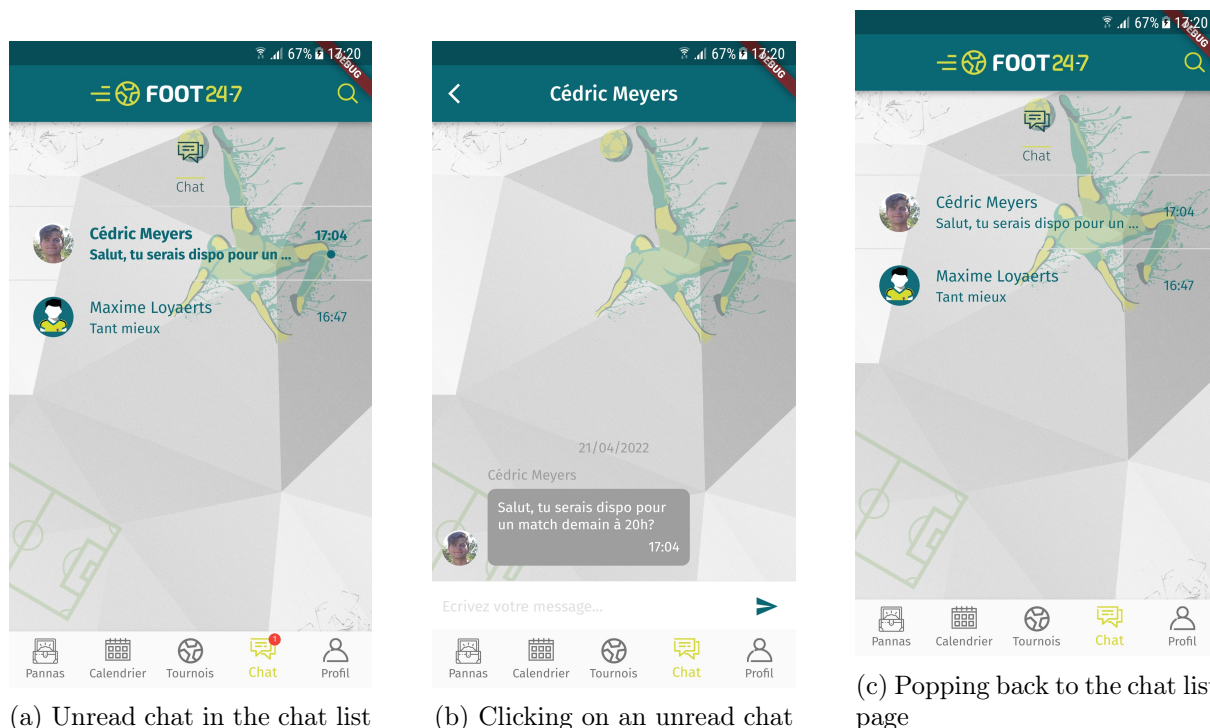 67% 17:20
DEBUG
FOOT 24-7
Chat
Cédric Meyers
17:04
Salut, tu serais dispo pour un ...
Maxime Loyaerts
16:47
Tant mieux
Pannas
Calendrier
Tournois
1
Chat
Profil
(a) Unread chat in the chat list
67% 17:20
DEBUG
Cédric Meyers
21/04/2022
Cédric Meyers
Salut, tu serais dispo pour
un match demain à 20h?
17:04
Ecrivez votre message...
Pannas
Calendrier
Tournois
Chat
Profil
(b) Clicking on an unread chat
67% 17:20
DEBUG
FOOT 24-7
Chat
Cédric Meyers
17:04
Salut, tu serais dispo pour un ...
Maxime Loyaerts
16:47
Tant mieux
Pannas
Calendrier
Tournois
Chat
Profil
(c) Popping back to the chat list
page